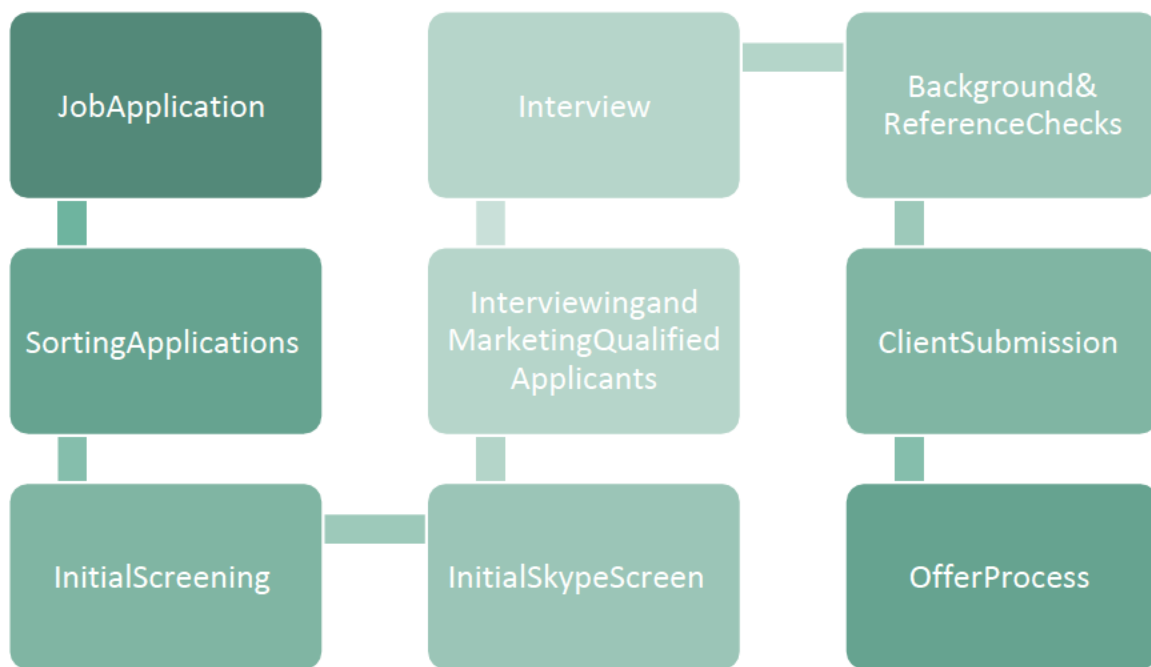 JobApplication
SortingApplications
InitialScreening
InitialSkypeScreen
Interviewingand
MarketingQualified
Applicants
Interview
Background&
ReferenceChecks
ClientSubmission
OfferProcess